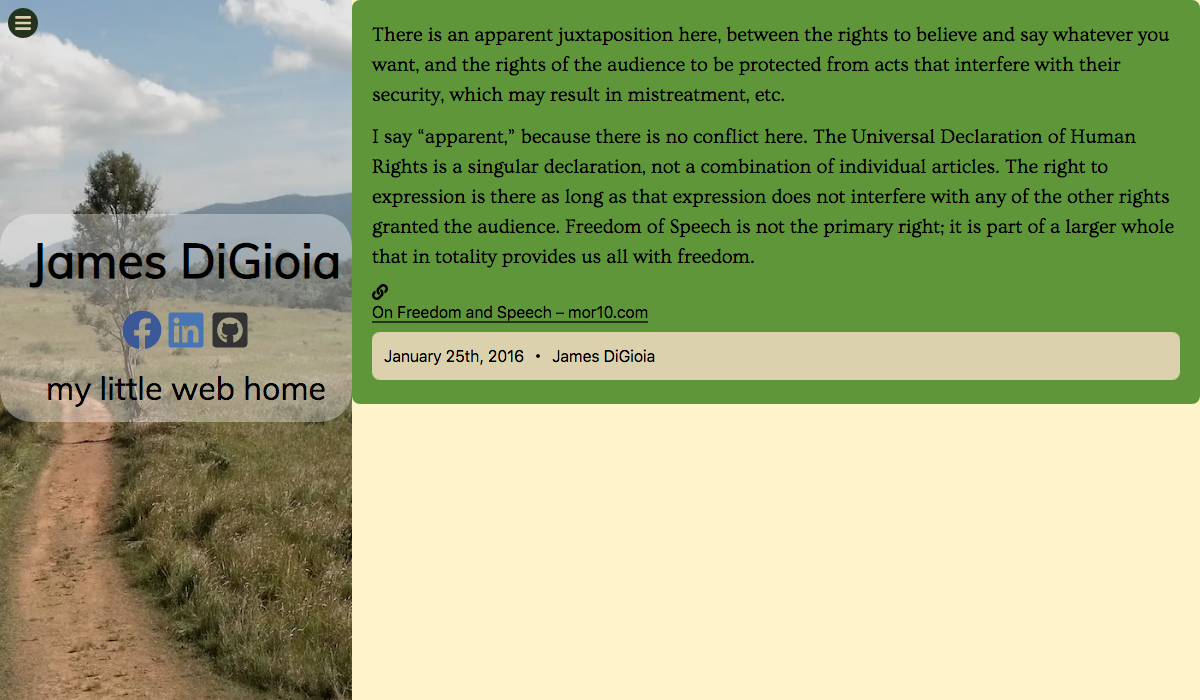 James DiGioia
my little web home
There is an apparent juxtaposition here, between the rights to believe and say whatever you
want, and the rights of the audience to be protected from acts that interfere with their
security, which may result in mistreatment, etc.
I say “apparent,” because there is no conflict here. The Universal Declaration of Human
Rights is a singular declaration, not a combination of individual articles. The right to
expression is there as long as that expression does not interfere with any of the other rights
granted the audience. Freedom of Speech is not the primary right; it is part of a larger whole
that in totality provides us all with freedom.
On Freedom and Speech – mor10.com
January 25th, 2016 • James DiGioia